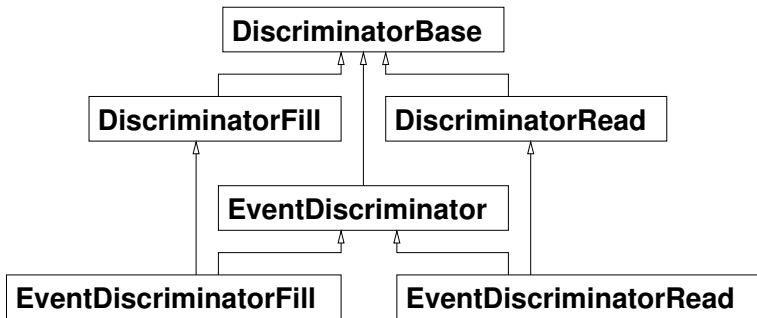 DiscriminatorBase
DiscriminatorFill
DiscriminatorRead
EventDiscriminator
EventDiscriminatorFill
EventDiscriminatorRead